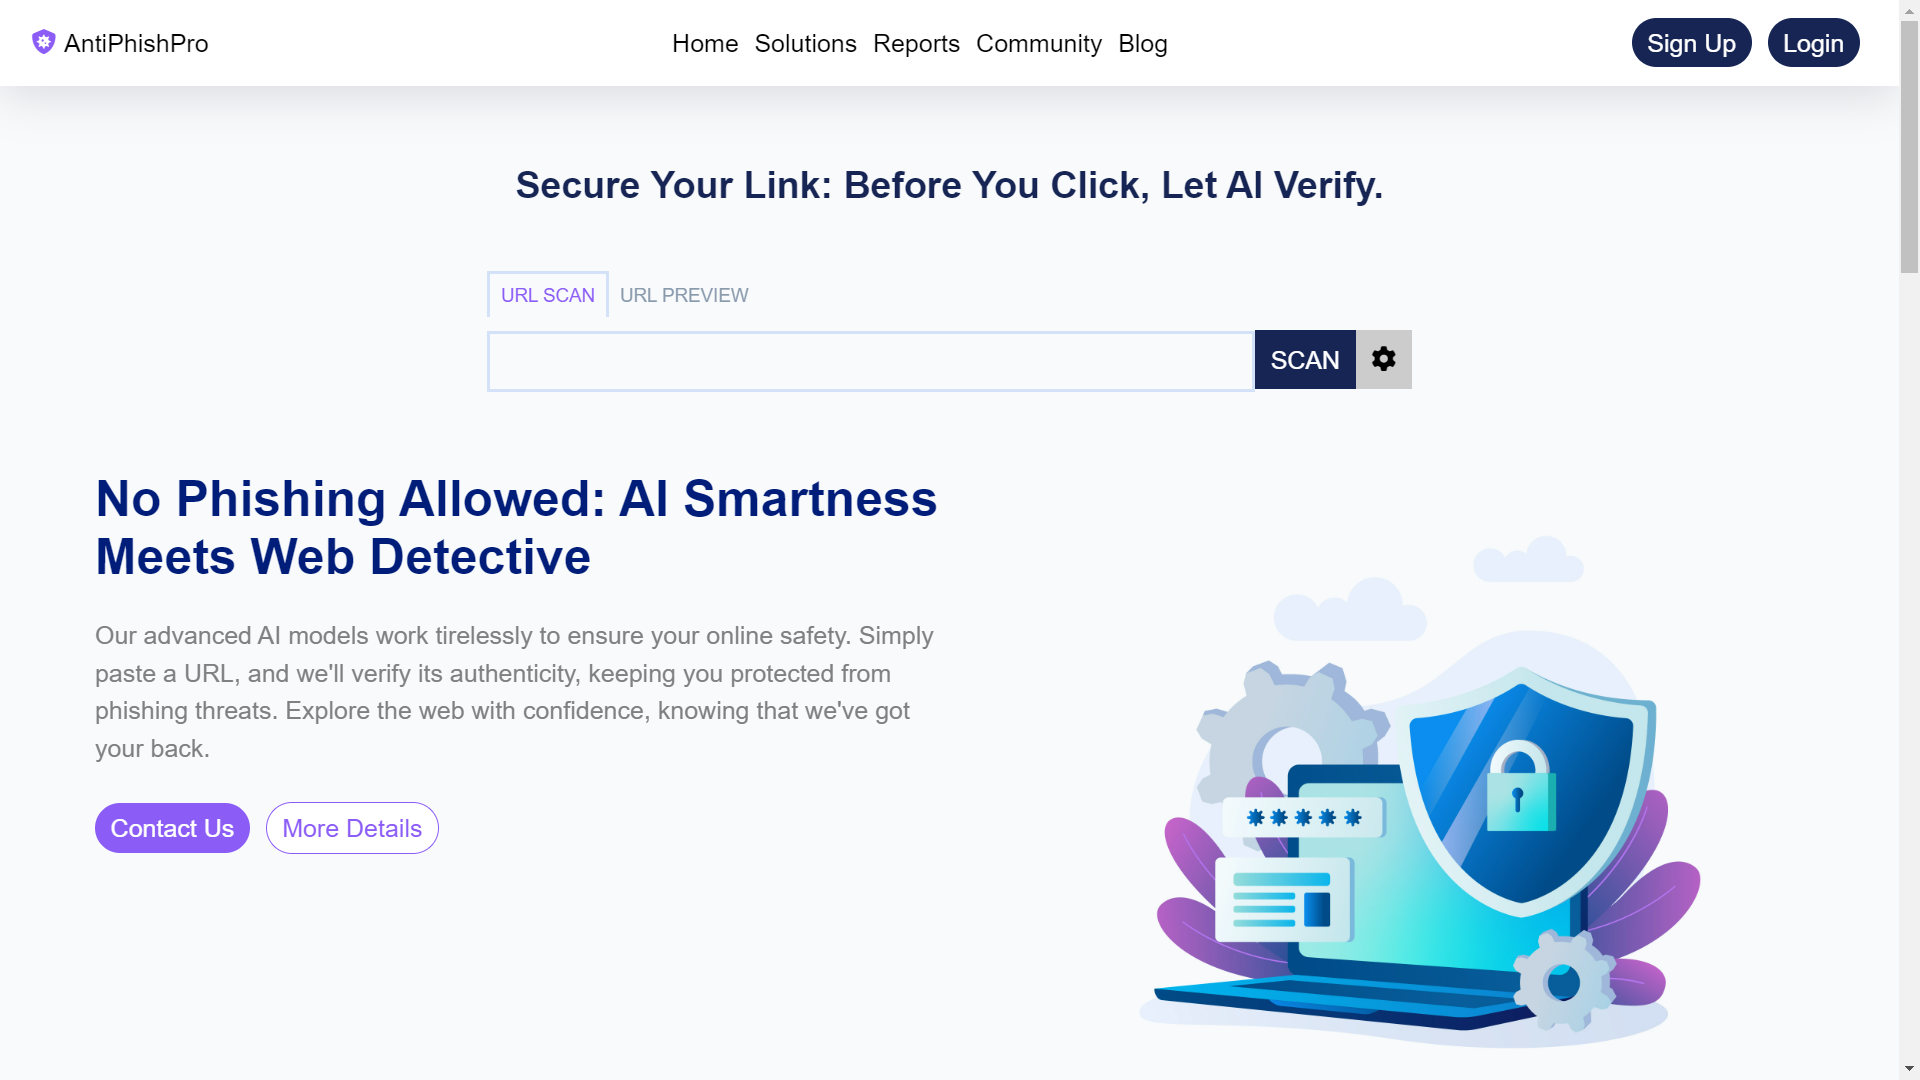 AntiPhishPro
Home Solutions Reports Community Blog
Sign Up Login
Secure Your Link: Before You Click, Let AI Verify.
URL SCAN URL PREVIEW
SCAN
No Phishing Allowed: AI Smartness
Meets Web Detective
Our advanced AI models work tirelessly to ensure your online safety. Simply
paste a URL, and we'll verify its authenticity, keeping you protected from
phishing threats. Explore the web with confidence, knowing that we've got
your back.
Contact Us More Details